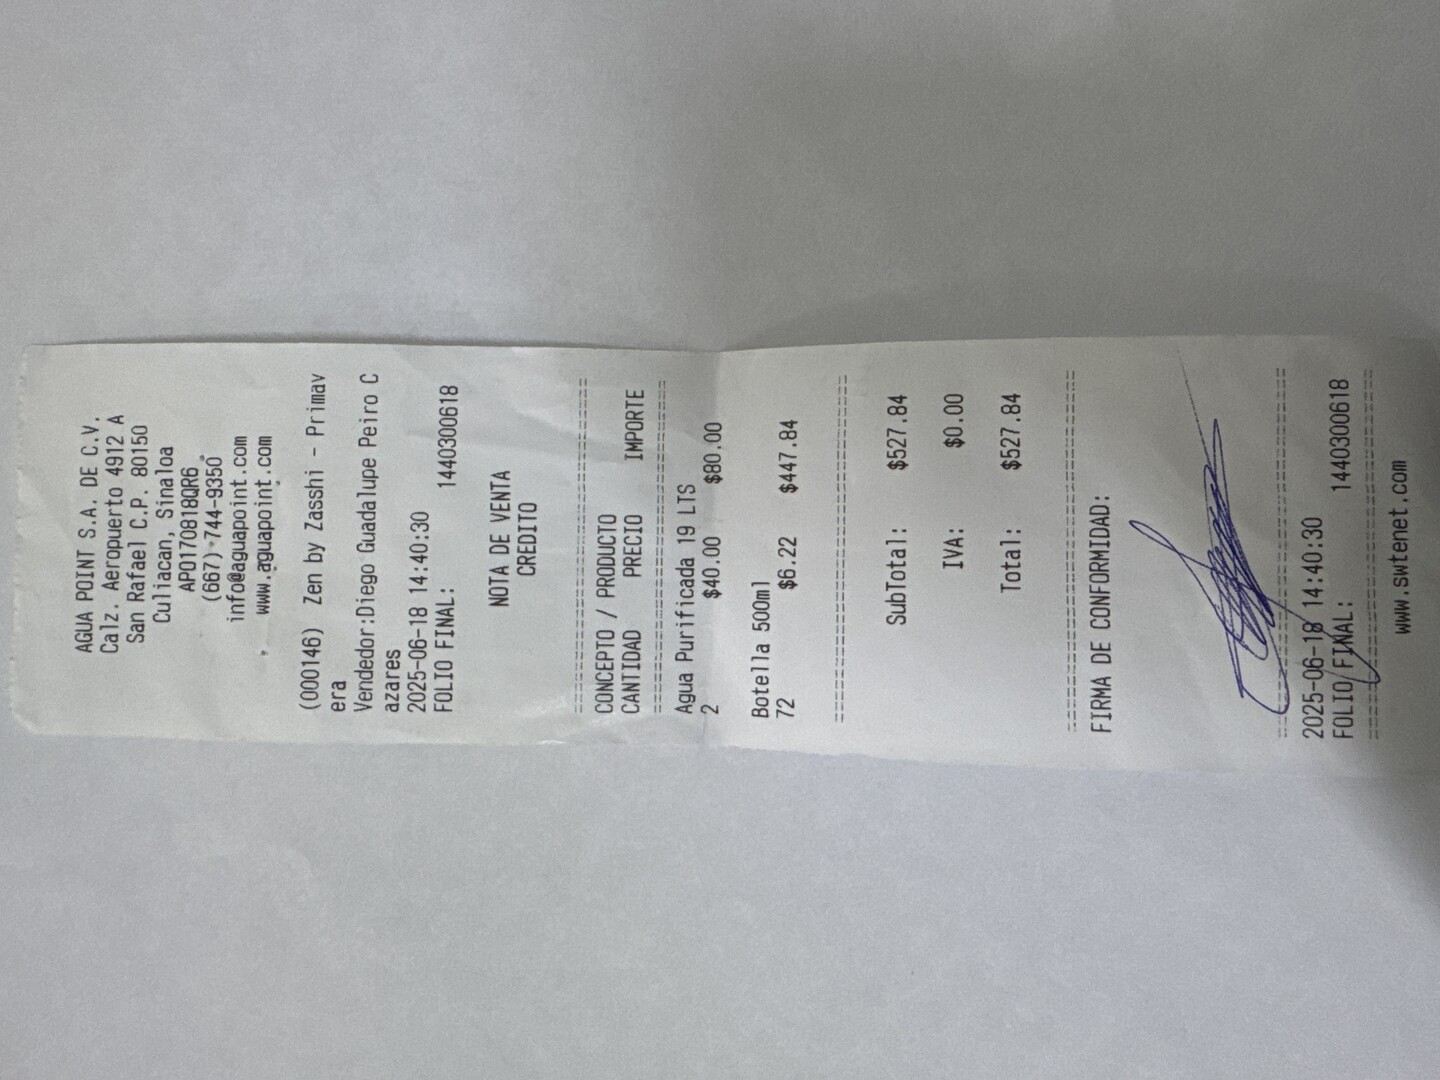 AGUA POINT S.A. DE C.V.
Calz. Aeropuerto 4912 A
San Rafael C.P. 80150
Culiacan, Sinaloa
APO170818QR6
(667)-744-9350
info@aguapoint.com
www.aguapoint.com
(000146) Zen by Zasshi - Primav
era
Vendedor:Diego Guadalupe Peiro C
azares
2025-06-18 14:40:30
FOLIO FINAL: 1440300618
NOTA DE VENTA
CREDITO
CONCEPTO / PRODUCTO
CANTIDAD PRECIO IMPORTE
Agua Purificada 19 LTS
2 $40.00 $80.00
Botella 500ml
72 $6.22 $447.84
SubTotal: $527.84
IVA: $0.00
Total: $527.84
FIRMA DE CONFORMIDAD:
2025-06-18 14:40:30
FOLIO FINAL: 1440300618
www.swtenet.com